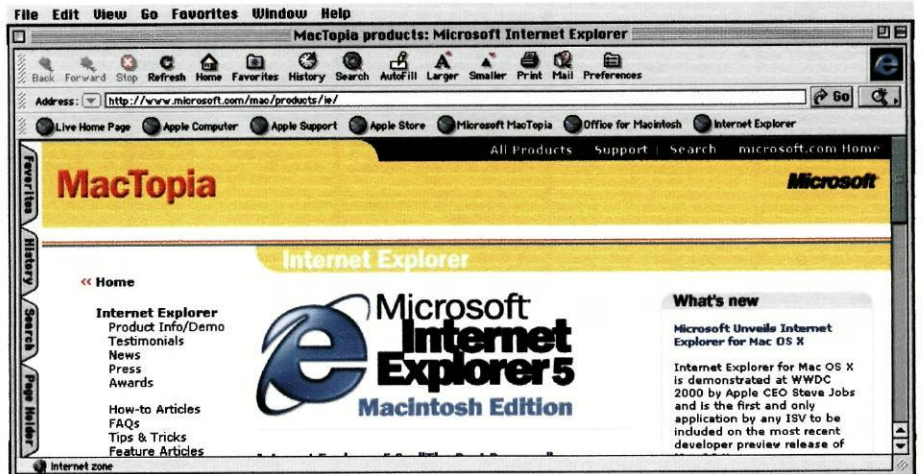 File Edit View Go Favorites Window Help
MacTopia products: Microsoft Internet Explorer
Back Forward Stop Refresh Home Favorites History Search AutoFill Larger Smaller Print Mail Preferences
Address: http://www.microsoft.com/mac/products/ie/ Go
Live Home Page Apple Computer Apple Support Apple Store Microsoft MacTopia Office for Macintosh Internet Explorer
All Products Support | Search microsoft.com Home
MacTopia
Microsoft
Favorites
History
Search
Page Holder
Internet Explorer
« Home
Internet Explorer
Product Info/Demo
Testimonials
News
Press
Awards
How-to Articles
FAQs
Tips & Tricks
Feature Articles
Microsoft
Internet
Explorer 5
Macintosh Edition
What's new
Microsoft Unveils Internet
Explorer for Mac OS X
Internet Explorer for Mac OS X
is demonstrated at WWDC
2000 by Apple CEO Steve Jobs
and is the first and only
application by any ISV to be
included on the most recent
developer preview release of
Internet zone